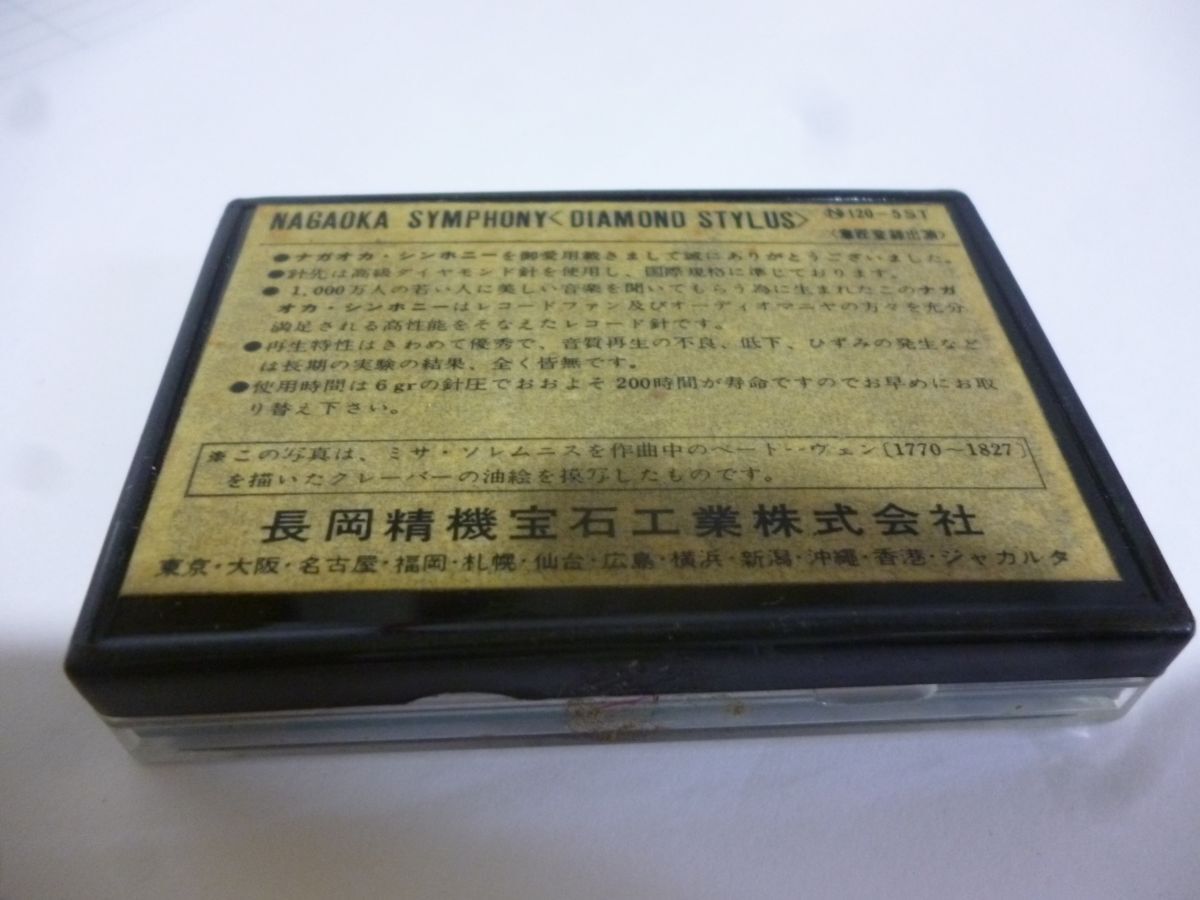 NAGAOKA SYMPHONY<DIAMOND STYLUS> Ⓝ120-5ST
<意匠登録出願>
●ナガオカ・シンホニーを御愛用戴きまして誠にありがとうございました。
●針先は高級ダイヤモンド針を使用し、国際規格に準じております。
●1,000万人の若い人に美しい音楽を聞いてもらう為に生まれたこのナガ
オカ・シンホニーはレコードファン及びオーディオマニヤの方々を充分
満足される高性能をそなえたレコード針です。
●再生特性はきわめて優秀で、音質再生の不良、低下、ひずみの発生など
は長期の実験の結果、全く皆無です。
●使用時間は6grの針圧でおおよそ200時間が寿命ですのでお早めにお取
り替え下さい。
※この写真は、ミサ・ソレムニスを作曲中のベートーヴェン〔1770〜1827〕
を描いたクレーバーの油絵を模写したものです。
長岡精機宝石工業株式会社
東京・大阪・名古屋・福岡・札幌・仙台・広島・横浜・新潟・沖縄・香港・ジャカルタ